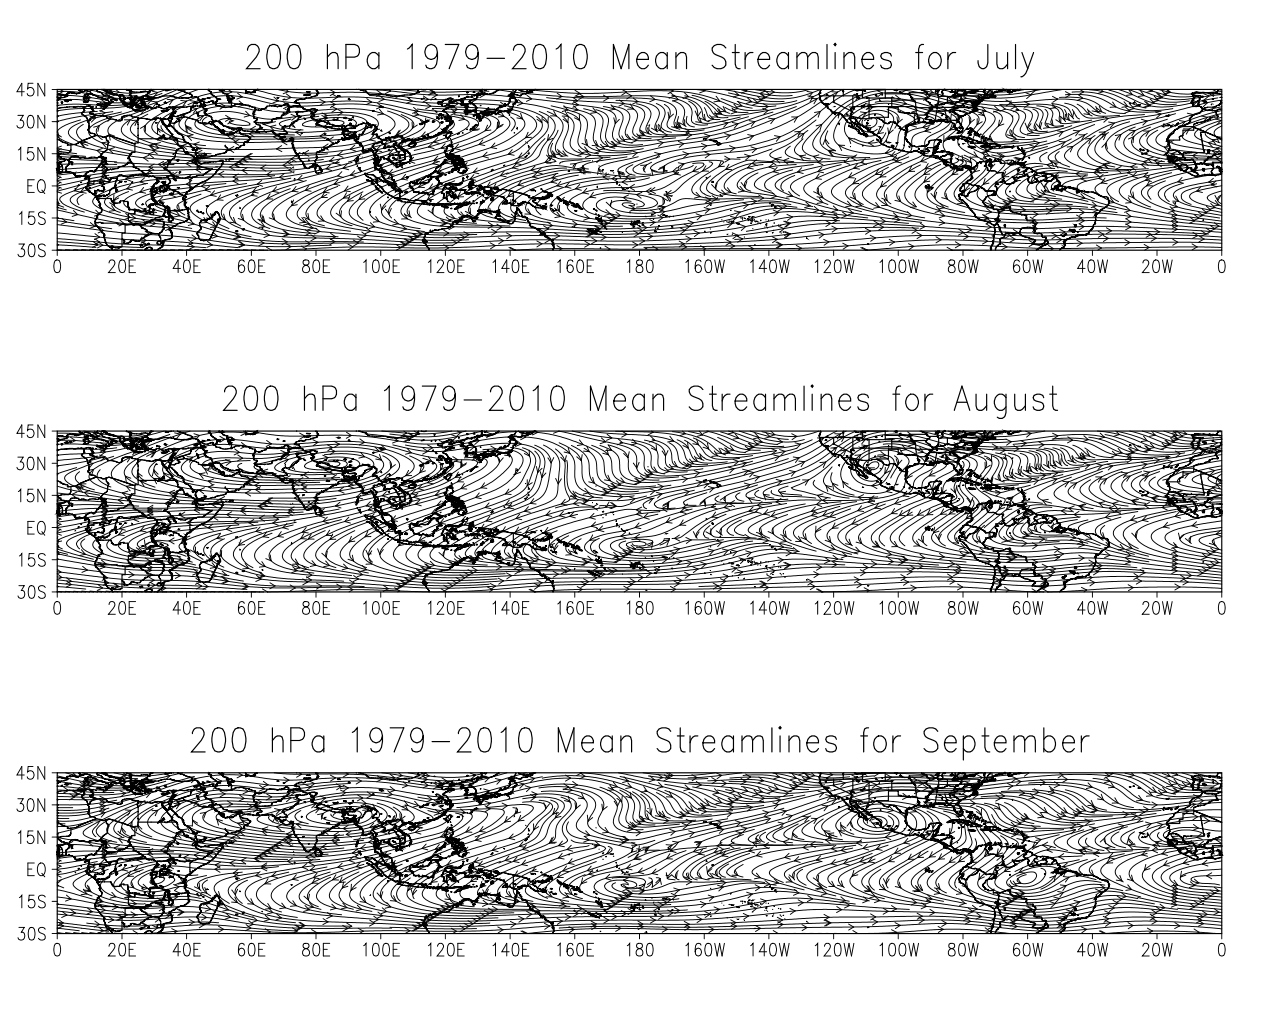 200 hPa 1979-2010 Mean Streamlines for July
45N
30N
15N
EQ
15S
30S
0 20E 40E 60E 80E 100E 120E 140E 160E 180 160W 140W 120W 100W 80W 60W 40W 20W 0
200 hPa 1979-2010 Mean Streamlines for August
45N
30N
15N
EQ
15S
30S
0 20E 40E 60E 80E 100E 120E 140E 160E 180 160W 140W 120W 100W 80W 60W 40W 20W 0
200 hPa 1979-2010 Mean Streamlines for September
45N
30N
15N
EQ
15S
30S
0 20E 40E 60E 80E 100E 120E 140E 160E 180 160W 140W 120W 100W 80W 60W 40W 20W 0